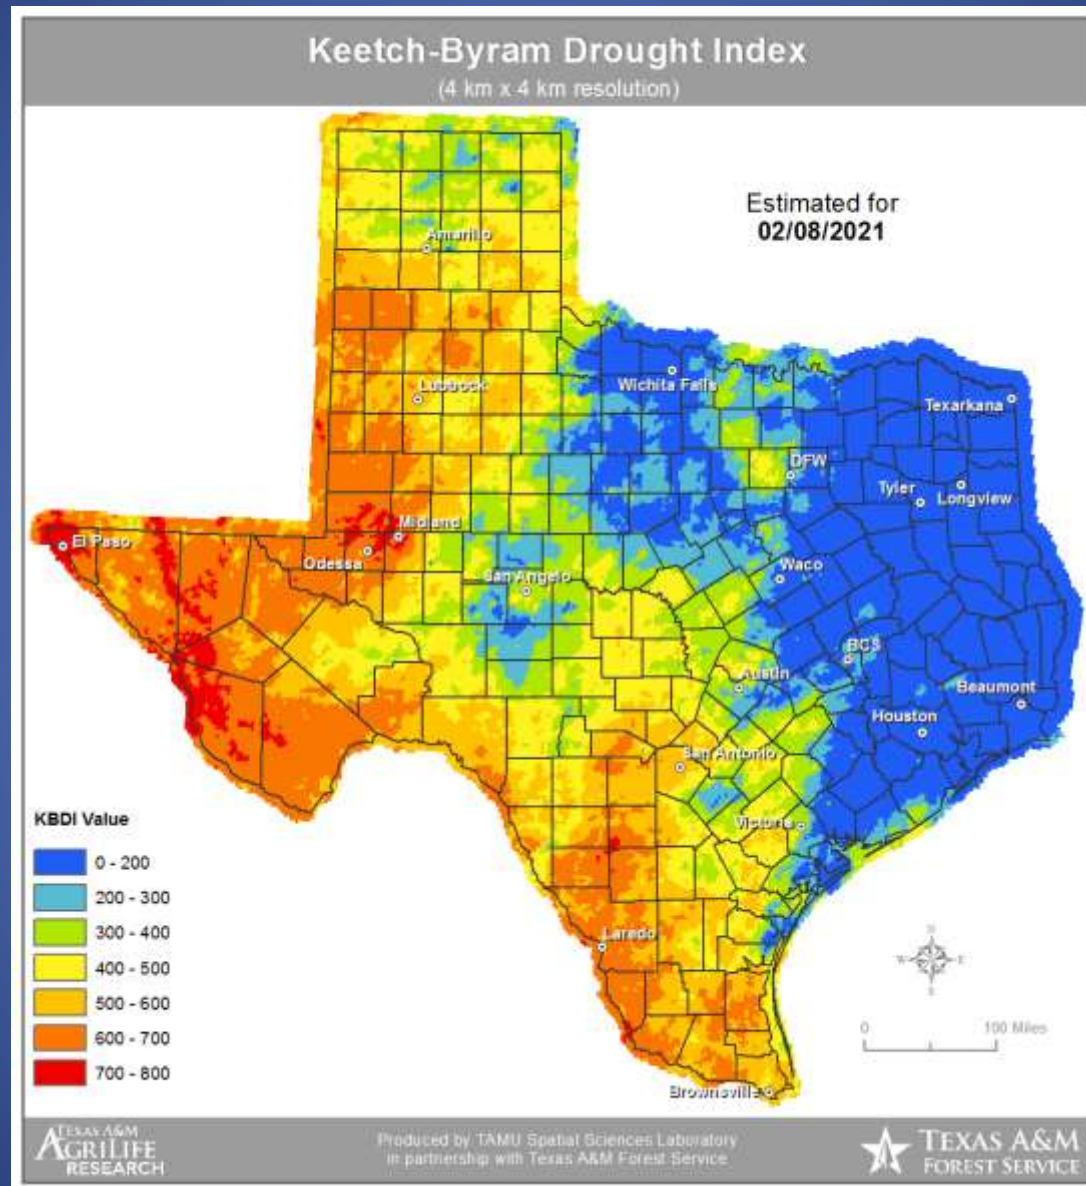 Keetch-Byram Drought Index
(4 km x 4 km resolution)
Estimated for
02/08/2021
Amarillo
Wichita Falls
Lubbock
Texarkana
DFW
Tyler
Longview
Midland
El Paso
Odessa
San Angelo
Waco
BCS
Austin
Beaumont
Houston
San Antonio
Victoria
Laredo
Brownsville
KBDI Value
0 - 200
200 - 300
300 - 400
400 - 500
500 - 600
600 - 700
700 - 800
N
W E
S
0 100 Miles
TEXAS A&M
AGRILIFE
RESEARCH
Produced by TAMU Spatial Sciences Laboratory
in partnership with Texas A&M Forest Service
TEXAS A&M
FOREST SERVICE